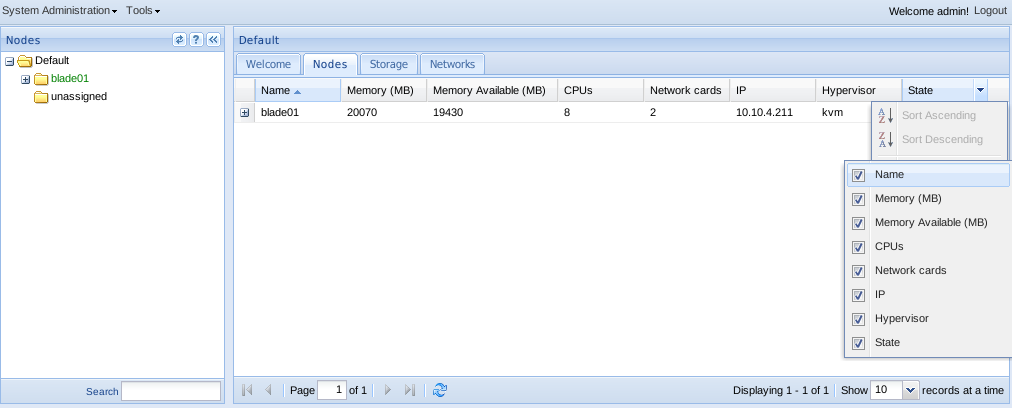 System Administration Tools Welcome admin! Logout
Nodes
Default
blade01
unassigned
Search
Default
Welcome Nodes Storage Networks
Name Memory (MB) Memory Available (MB) CPUs Network cards IP Hypervisor State
blade01 20070 19430 8 2 10.10.4.211 kvm
Sort Ascending
Sort Descending
Name
Memory (MB)
Memory Available (MB)
CPUs
Network cards
IP
Hypervisor
State
Page 1 of 1 Displaying 1 - 1 of 1 Show 10 records at a time